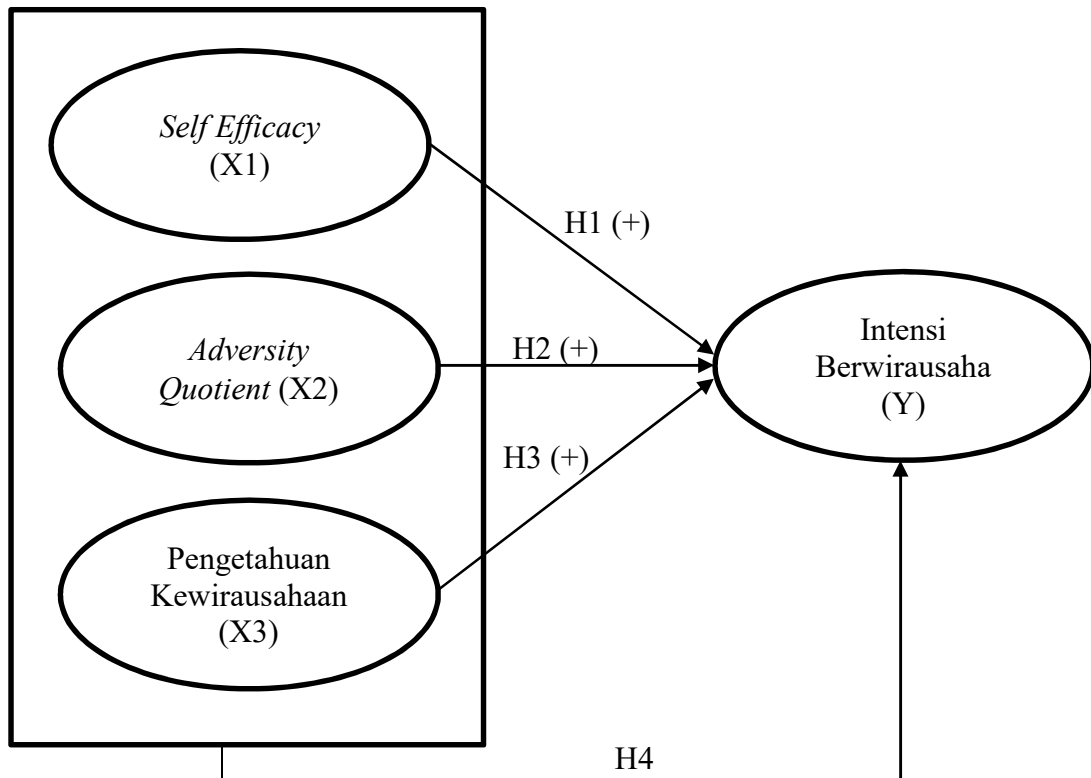 Self Efficacy
(X1)
H1 (+)
Adversity
Quotient (X2)
H2 (+)
Intensi
Berwirausaha
(Y)
H3 (+)
Pengetahuan
Kewirausahaan
(X3)
H4